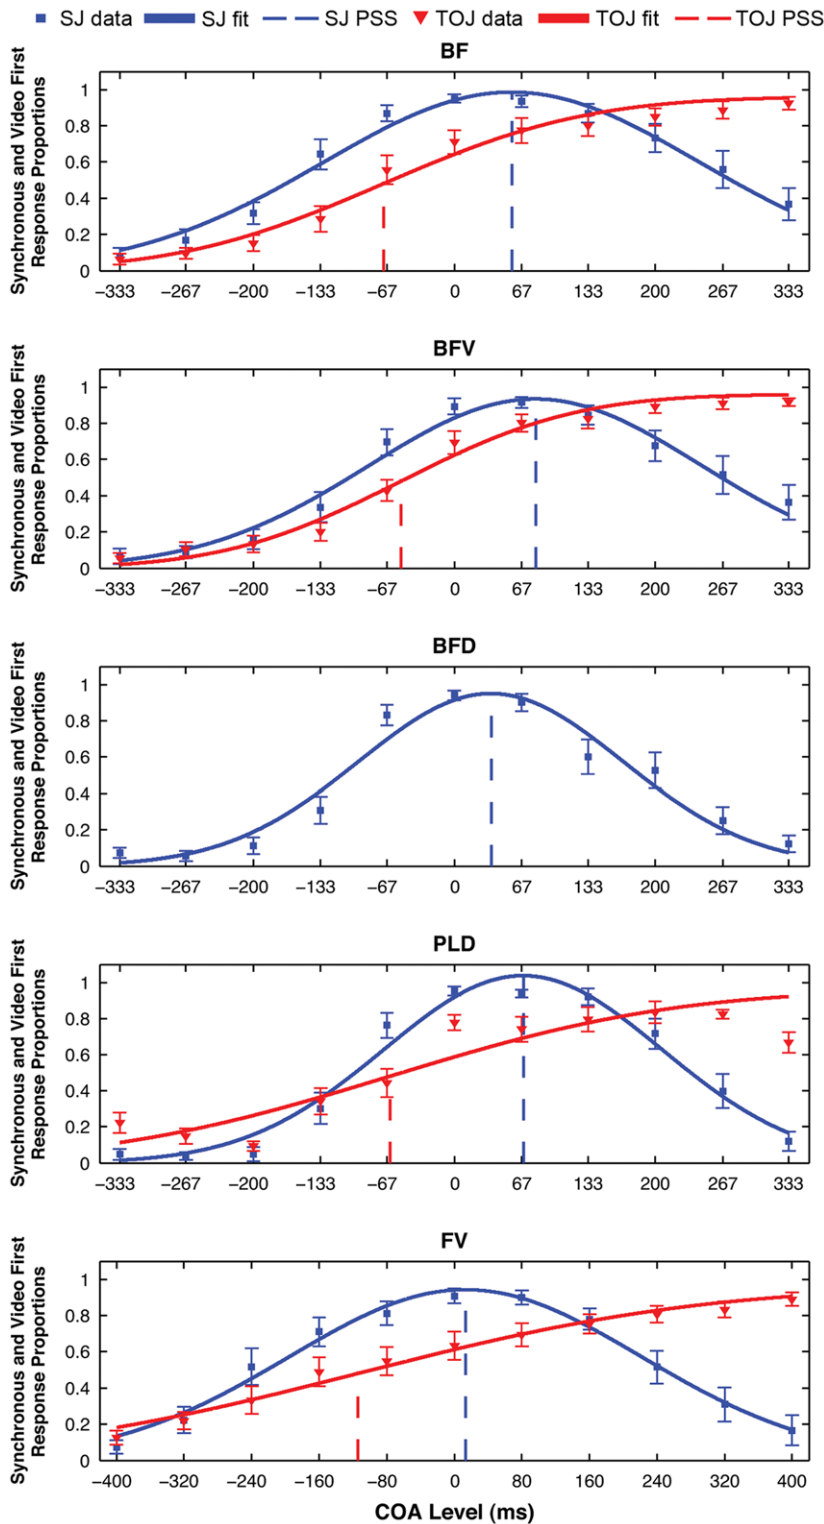 SJ data SJ fit SJ PSS TOJ data TOJ fit TOJ PSS
BF
Synchronous and Video First
Response Proportions
1
0.8
0.6
0.4
0.2
0
−333 −267 −200 −133 −67 0 67 133 200 267 333
BFV
Synchronous and Video First
Response Proportions
1
0.8
0.6
0.4
0.2
0
−333 −267 −200 −133 −67 0 67 133 200 267 333
BFD
Synchronous and Video First
Response Proportions
1
0.8
0.6
0.4
0.2
0
−333 −267 −200 −133 −67 0 67 133 200 267 333
PLD
Synchronous and Video First
Response Proportions
1
0.8
0.6
0.4
0.2
0
−333 −267 −200 −133 −67 0 67 133 200 267 333
FV
Synchronous and Video First
Response Proportions
1
0.8
0.6
0.4
0.2
0
−400 −320 −240 −160 −80 0 80 160 240 320 400
COA Level (ms)